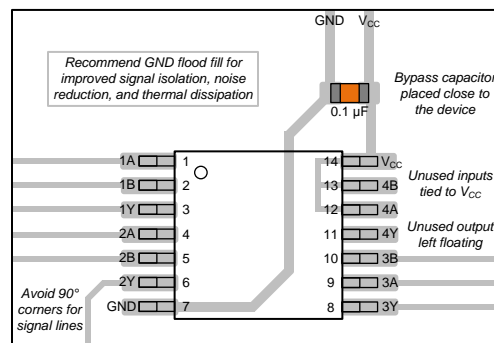 GND VCC
Recommend GND flood fill for
improved signal isolation, noise
reduction, and thermal dissipation
Bypass capacitor
placed close to
the device
0.1 µF
1A 1 14 VCC
Unused inputs
tied to VCC
1B 2 13 4B
1Y 3 12 4A
2A 4 11 4Y
Unused output
left floating
2B 5 10 3B
2Y 6 9 3A
Avoid 90°
corners for
signal lines
GND 7 8 3Y